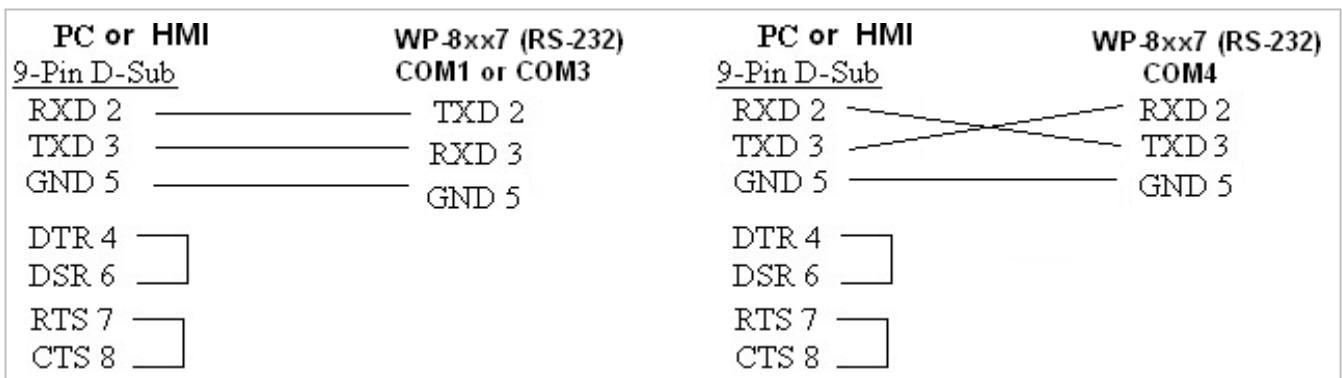 PC or HMI
9-Pin D-Sub
RXD 2
TXD 3
GND 5
DTR 4
DSR 6
RTS 7
CTS 8
WP-8xx7 (RS-232)
COM1 or COM3
TXD 2
RXD 3
GND 5
PC or HMI
9-Pin D-Sub
RXD 2
TXD 3
GND 5
DTR 4
DSR 6
RTS 7
CTS 8
WP-8xx7 (RS-232)
COM4
RXD 2
TXD 3
GND 5